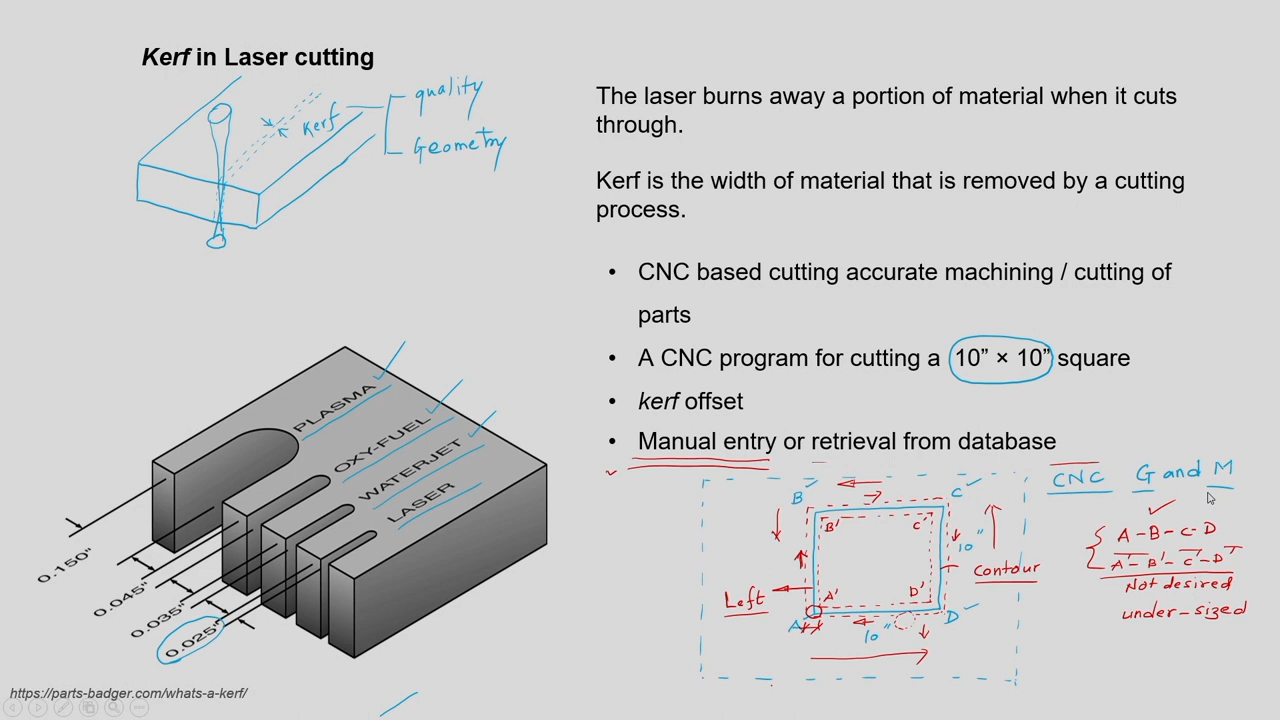 Kerf in Laser cutting
quality
Kerf
Geometry
The laser burns away a portion of material when it cuts
through.
Kerf is the width of material that is removed by a cutting
process.
• CNC based cutting accurate machining / cutting of
parts
• A CNC program for cutting a 10” × 10” square
• kerf offset
• Manual entry or retrieval from database
PLASMA
OXY-FUEL
WATERJET
LASER
0.150"
0.045"
0.035"
0.025"
CNC G and M
B C
B' C'
10"
contour
A' D'
Left
A D
10"
A-B-C-D
A'-B'-C'-D'
Not desired
under-sized
https://parts-badger.com/whats-a-kerf/